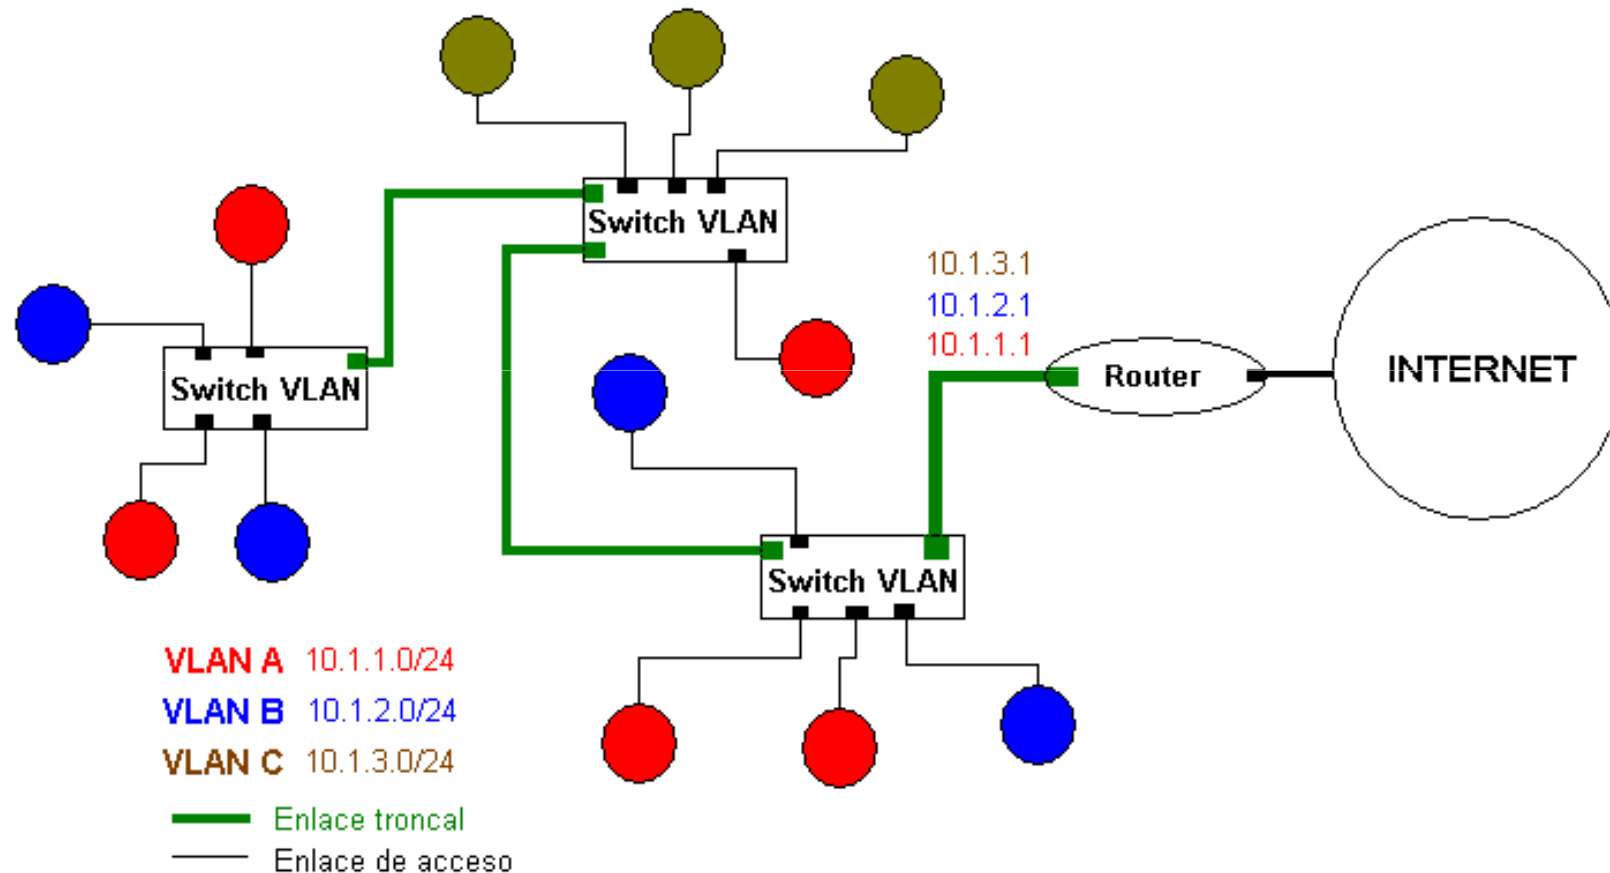 Switch VLAN
10.1.3.1
10.1.2.1
10.1.1.1
Router
INTERNET
Switch VLAN
Switch VLAN
VLAN A 10.1.1.0/24
VLAN B 10.1.2.0/24
VLAN C 10.1.3.0/24
Enlace troncal
Enlace de acceso